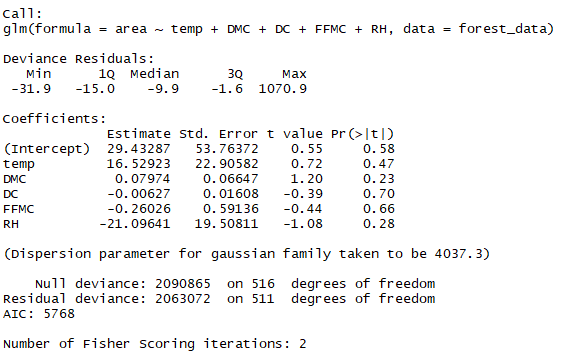 Call:
glm(formula = area ~ temp + DMC + DC + FFMC + RH, data = forest_data)
Deviance Residuals:
Min 1Q Median 3Q Max
-31.9 -15.0 -9.9 -1.6 1070.9
Coefficients:
Estimate Std. Error t value Pr(>|t|)
(Intercept) 29.43287 53.76372 0.55 0.58
temp 16.52923 22.90582 0.72 0.47
DMC 0.07974 0.06647 1.20 0.23
DC -0.00627 0.01608 -0.39 0.70
FFMC -0.26026 0.59136 -0.44 0.66
RH -21.09641 19.50811 -1.08 0.28
(Dispersion parameter for gaussian family taken to be 4037.3)
Null deviance: 2090865 on 516 degrees of freedom
Residual deviance: 2063072 on 511 degrees of freedom
AIC: 5768
Number of Fisher Scoring iterations: 2